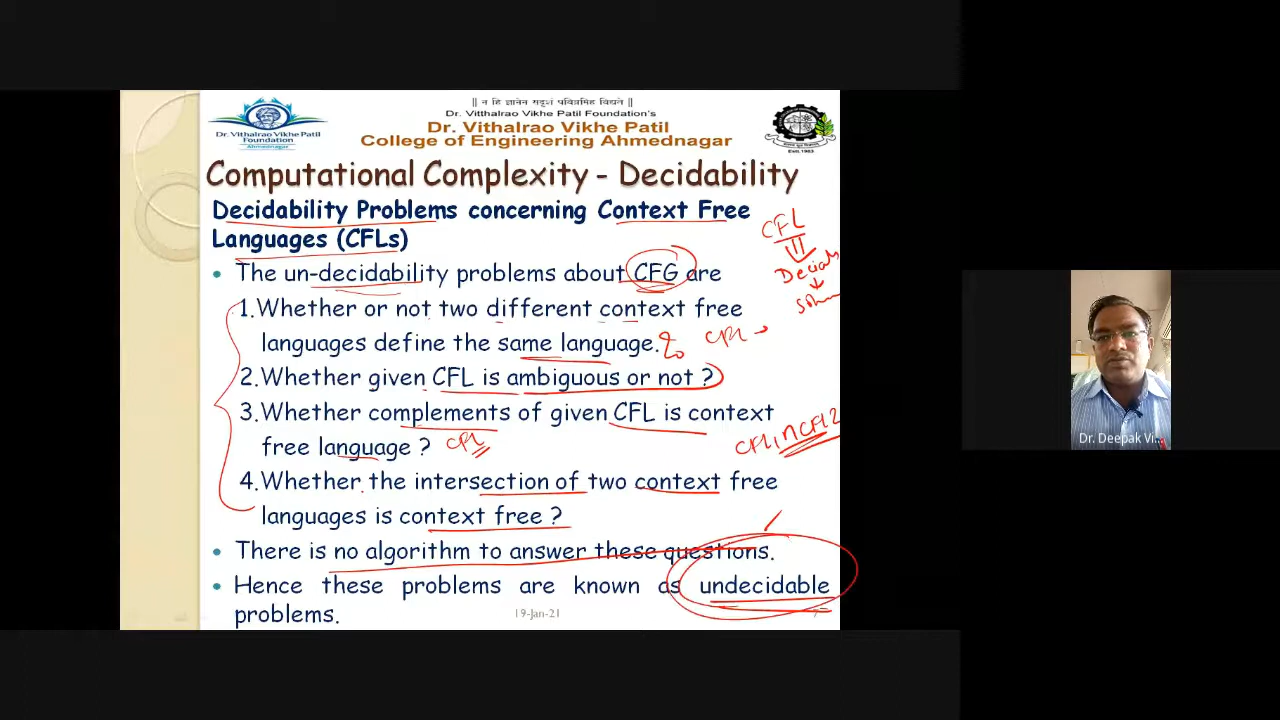 || न हि ज्ञानेन सदृशं पवित्रमिह विद्यते ||
Dr. Vitthalrao Vikhe Patil Foundation's
Dr. Vithalrao Vikhe Patil
College of Engineering Ahmednagar
Dr. Vithalrao Vikhe Patil
Foundation
Ahmednagar
Estd. 1983
Computational Complexity - Decidability
Decidability Problems concerning Context Free
Languages (CFLs)
CFL
• The un-decidability problems about CFG are
1.Whether or not two different context free
languages define the same language.
2.Whether given CFL is ambiguous or not ?
3.Whether complements of given CFL is context
free language ?
CFL
CFL1 ∩ CFL2
4.Whether the intersection of two context free
languages is context free ?
• There is no algorithm to answer these questions.
• Hence these problems are known as undecidable
problems.
19-Jan-21
Dr. Deepak Vi...